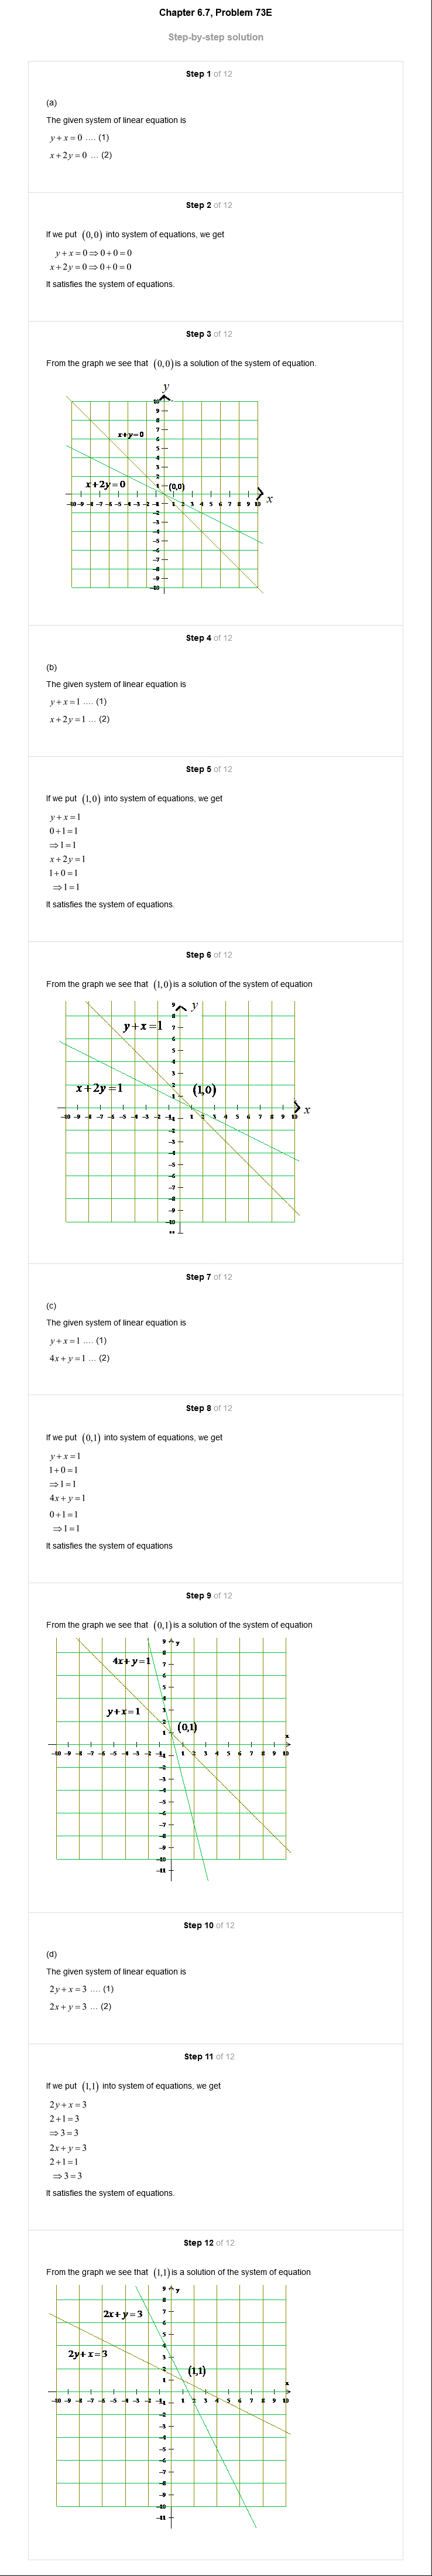 Chapter 6.7, Problem 73E
Step-by-step solution
Step 1 of 12
(a)
The given system of linear equation is
y + x = 0 .... (1)
x + 2y = 0 ... (2)
Step 2 of 12
If we put (0,0) into system of equations, we get
y + x = 0 ⇒ 0 + 0 = 0
x + 2y = 0 ⇒ 0 + 0 = 0
It satisfies the system of equations.
Step 3 of 12
From the graph we see that (0,0) is a solution of the system of equation.
y
10
9
8
7
x+y=0
6
5
4
3
2
x+2y=0
1
(0,0)
x
-10 -9 -8 -7 -6 -5 -4 -3 -2 -1 1 2 3 4 5 6 7 8 9 10
-1
-2
-3
-4
-5
-6
-7
-8
-9
-10
Step 4 of 12
(b)
The given system of linear equation is
y + x = 1 .... (1)
x + 2y = 1 ... (2)
Step 5 of 12
If we put (1,0) into system of equations, we get
y + x = 1
0 + 1 = 1
⇒ 1 = 1
x + 2y = 1
1 + 0 = 1
⇒ 1 = 1
It satisfies the system of equations.
Step 6 of 12
From the graph we see that (1,0) is a solution of the system of equation
9 y
8
y + x = 1
7
6
5
4
3
2
x + 2y = 1
(1,0)
1
x
-10 -9 -8 -7 -6 -5 -4 -3 -2 -1 1 2 3 4 5 6 7 8 9 10
-1
-2
-3
-4
-5
-6
-7
-8
-9
-10
Step 7 of 12
(c)
The given system of linear equation is
y + x = 1 .... (1)
4x + y = 1 ... (2)
Step 8 of 12
If we put (0,1) into system of equations, we get
y + x = 1
1 + 0 = 1
⇒ 1 = 1
4x + y = 1
0 + 1 = 1
⇒ 1 = 1
It satisfies the system of equations
Step 9 of 12
From the graph we see that (0,1) is a solution of the system of equation
9 y
8
4x + y = 1
7
6
5
4
y + x = 1
3
2
(0,1)
1
x
-10 -9 -8 -7 -6 -5 -4 -3 -2 -1 1 2 3 4 5 6 7 8 9 10
-1
-2
-3
-4
-5
-6
-7
-8
-9
-10
-11
Step 10 of 12
(d)
The given system of linear equation is
2y + x = 3 .... (1)
2x + y = 3 ... (2)
Step 11 of 12
If we put (1,1) into system of equations, we get
2y + x = 3
2 + 1 = 3
⇒ 3 = 3
2x + y = 3
2 + 1 = 1
⇒ 3 = 3
It satisfies the system of equations.
Step 12 of 12
From the graph we see that (1,1) is a solution of the system of equation
9 y
8
7
2x + y = 3
6
5
4
2y + x = 3
3
2
(1,1)
1
x
-10 -9 -8 -7 -6 -5 -4 -3 -2 -1 1 2 3 4 5 6 7 8 9 10
-1
-2
-3
-4
-5
-6
-7
-8
-9
-10
-11